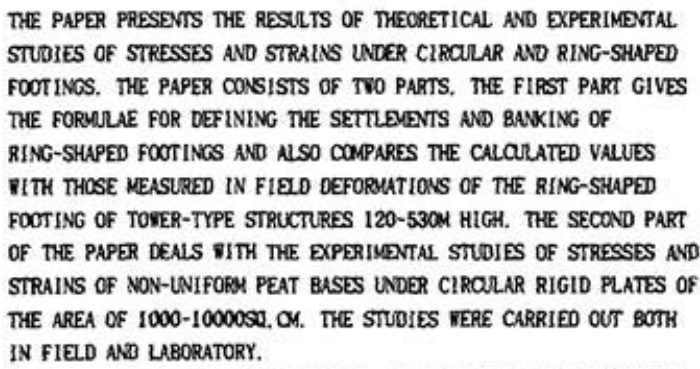 THE PAPER PRESENTS THE RESULTS OF THEORETICAL AND EXPERIMENTAL
STUDIES OF STRESSES AND STRAINS UNDER CIRCULAR AND RING-SHAPED
FOOTINGS. THE PAPER CONSISTS OF TWO PARTS. THE FIRST PART GIVES
THE FORMULAE FOR DEFINING THE SETTLEMENTS AND BANKING OF
RING-SHAPED FOOTINGS AND ALSO COMPARES THE CALCULATED VALUES
WITH THOSE MEASURED IN FIELD DEFORMATIONS OF THE RING-SHAPED
FOOTING OF TOWER-TYPE STRUCTURES 120-530M HIGH. THE SECOND PART
OF THE PAPER DEALS WITH THE EXPERIMENTAL STUDIES OF STRESSES AND
STRAINS OF NON-UNIFORM PEAT BASES UNDER CIRCULAR RIGID PLATES OF
THE AREA OF 1000-10000SQ.CM. THE STUDIES WERE CARRIED OUT BOTH
IN FIELD AND LABORATORY.